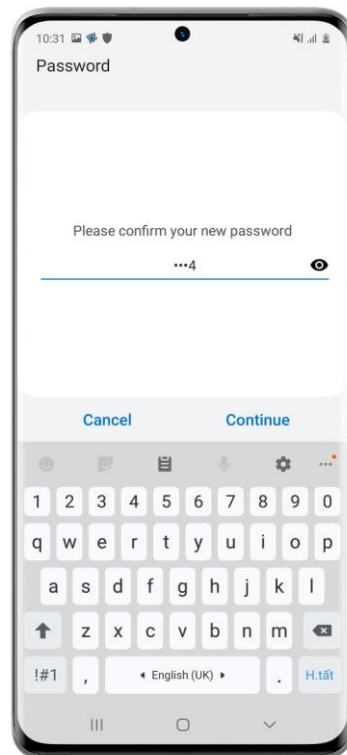 10:31
Password
Please confirm your new password
•••4
Cancel Continue
1 2 3 4 5 6 7 8 9 0
q w e r t y u i o p
a s d f g h j k l
z x c v b n m
!#1 , English (UK) . H.tất